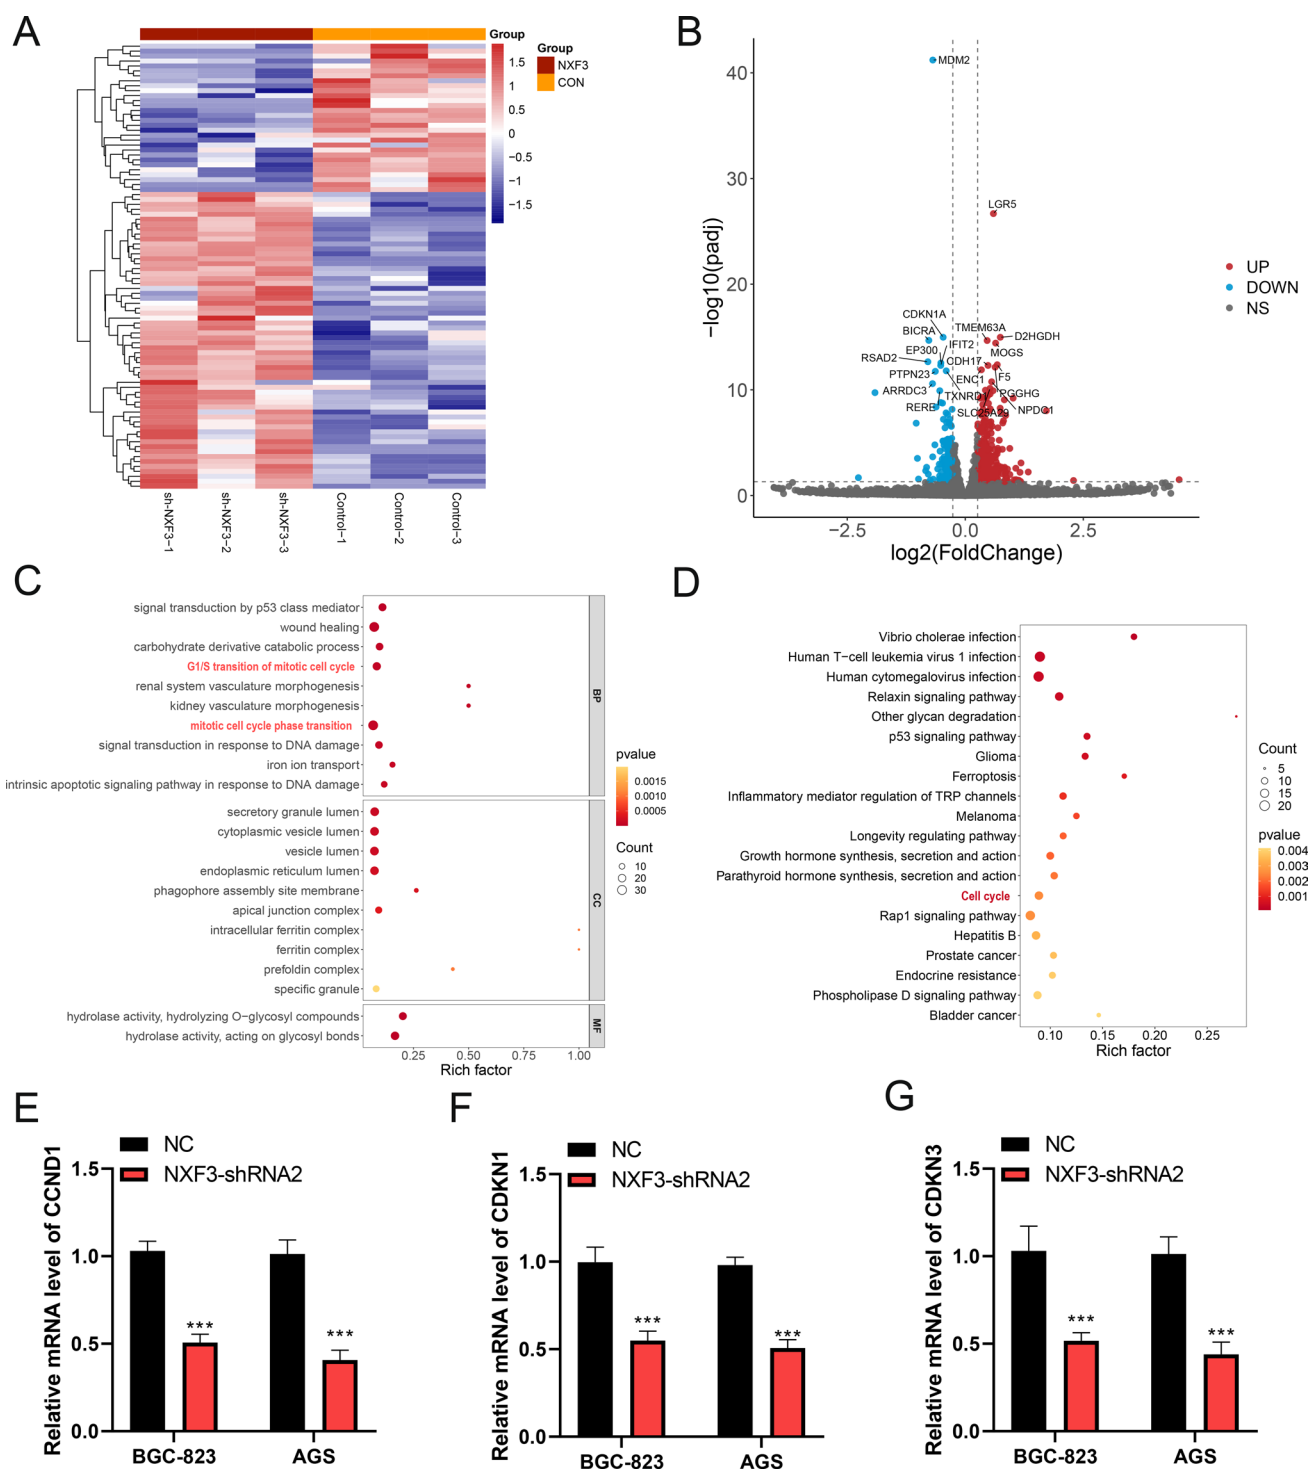 A
Group
Group
NXF3
CON
1.5
1
0.5
0
−0.5
−1
−1.5
sh-NXF3-1
sh-NXF3-2
sh-NXF3-3
Control-1
Control-2
Control-3
B
−log10(padj)
40
30
20
10
0
MDM2
LGR5
CDKN1A
BICRA
TMEM63A
D2HGDH
IFIT2
EP300
MOGS
RSAD2
CDH17
PTPN23
F5
ENC1
ARRDC3
TXNRD1
PGGHG
RERE
SLC25A29
NPDC1
UP
DOWN
NS
−2.5
0.0
2.5
log2(FoldChange)
C
signal transduction by p53 class mediator
wound healing
carbohydrate derivative catabolic process
G1/S transition of mitotic cell cycle
renal system vasculature morphogenesis
kidney vasculature morphogenesis
mitotic cell cycle phase transition
signal transduction in response to DNA damage
iron ion transport
intrinsic apoptotic signaling pathway in response to DNA damage
BP
secretory granule lumen
cytoplasmic vesicle lumen
vesicle lumen
endoplasmic reticulum lumen
phagophore assembly site membrane
apical junction complex
intracellular ferritin complex
ferritin complex
prefoldin complex
specific granule
CC
hydrolase activity, hydrolyzing O−glycosyl compounds
hydrolase activity, acting on glycosyl bonds
MF
0.25
0.50
0.75
1.00
Rich factor
pvalue
0.0015
0.0010
0.0005
Count
10
20
30
D
Vibrio cholerae infection
Human T−cell leukemia virus 1 infection
Human cytomegalovirus infection
Relaxin signaling pathway
Other glycan degradation
p53 signaling pathway
Glioma
Ferroptosis
Inflammatory mediator regulation of TRP channels
Melanoma
Longevity regulating pathway
Growth hormone synthesis, secretion and action
Parathyroid hormone synthesis, secretion and action
Cell cycle
Rap1 signaling pathway
Hepatitis B
Prostate cancer
Endocrine resistance
Phospholipase D signaling pathway
Bladder cancer
0.10
0.15
0.20
0.25
Rich factor
Count
5
10
15
20
pvalue
0.004
0.003
0.002
0.001
E
NC
NXF3-shRNA2
Relative mRNA level of CCND1
1.5
1.0
0.5
0.0
***
***
BGC-823
AGS
F
NC
NXF3-shRNA2
Relative mRNA level of CDKN1
1.5
1.0
0.5
0.0
***
***
BGC-823
AGS
G
NC
NXF3-shRNA2
Relative mRNA level of CDKN3
1.5
1.0
0.5
0.0
***
***
BGC-823
AGS